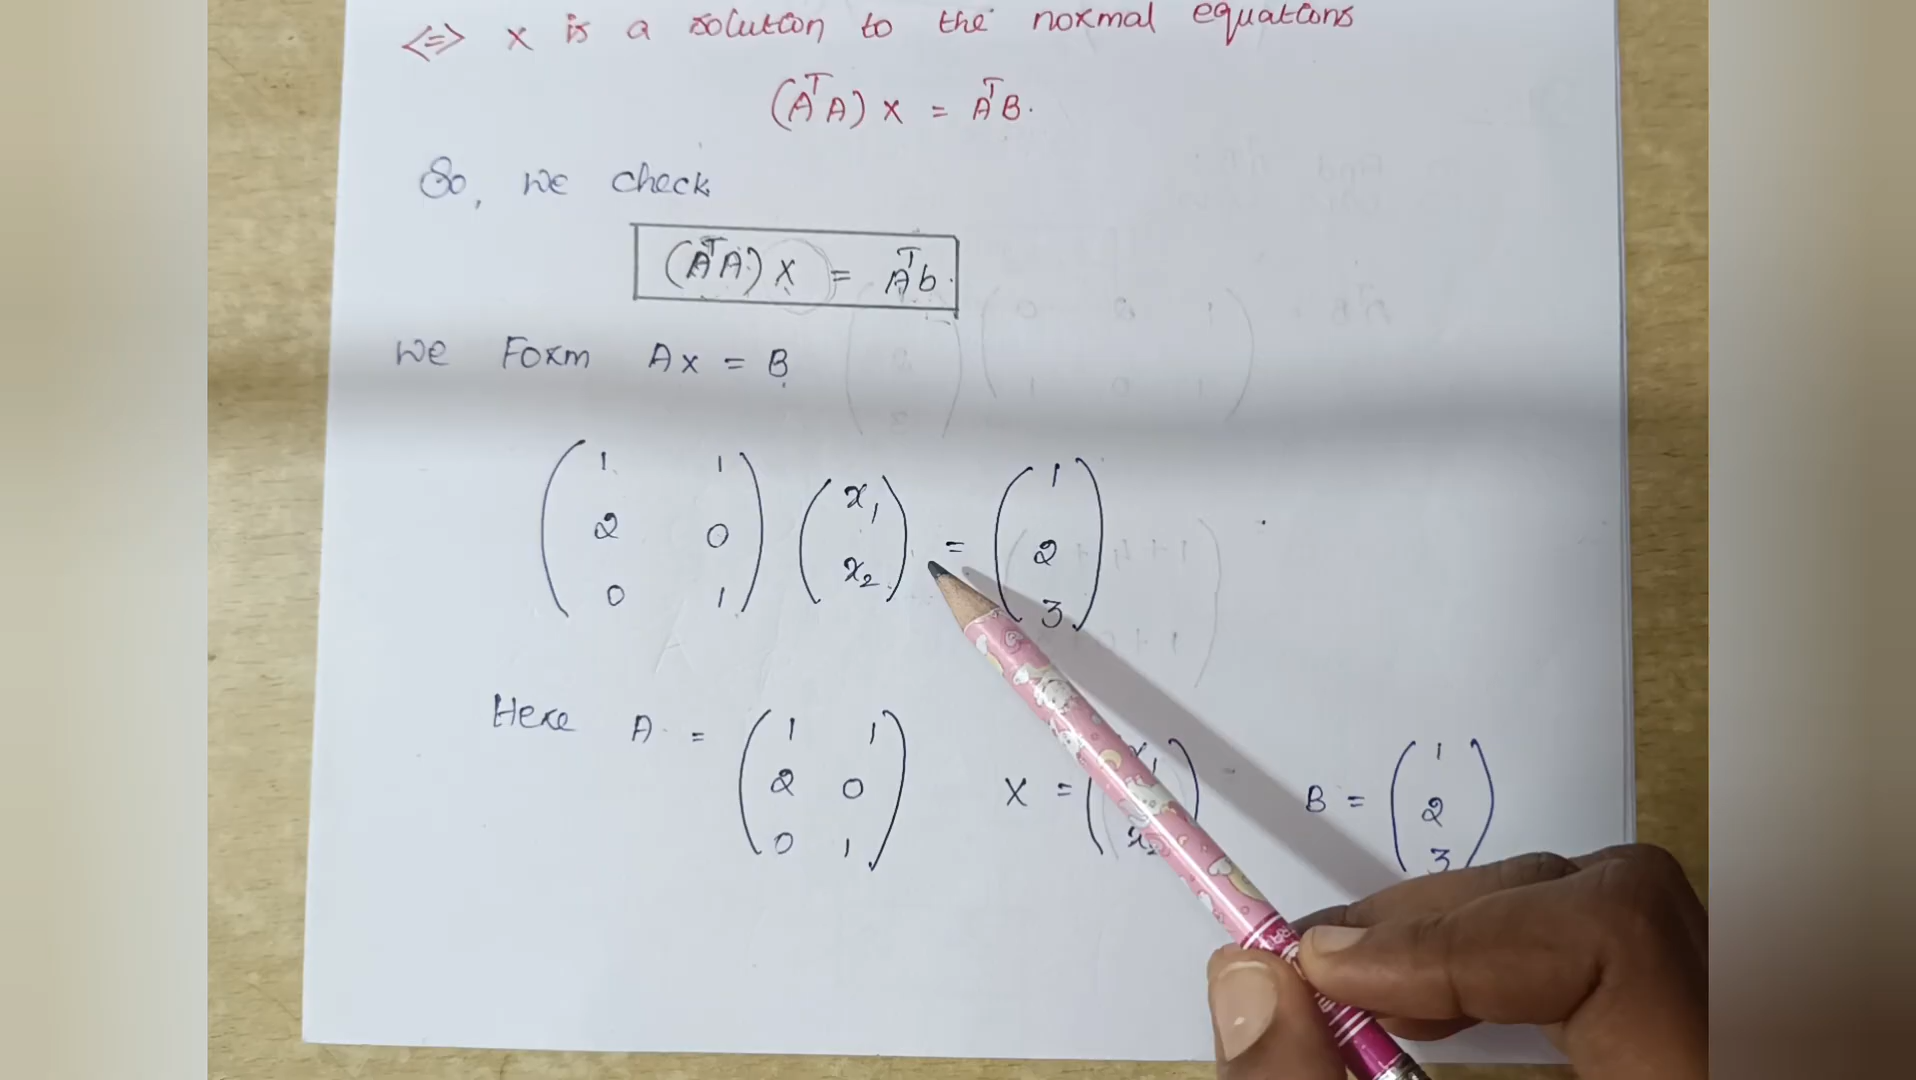 <=> X is a solution to the normal equations
(AᵀA) X = AᵀB.
So, we check
(AᵀA) X = Aᵀb.
We Form AX = B
( 1 1 ; 2 0 ; 0 1 ) ( x₁ ; x₂ ) = ( 1 ; 2 ; 3 )
Here A = ( 1 1 ; 2 0 ; 0 1 ) X = ( x₁ ; x₂ ) B = ( 1 ; 2 ; 3 )